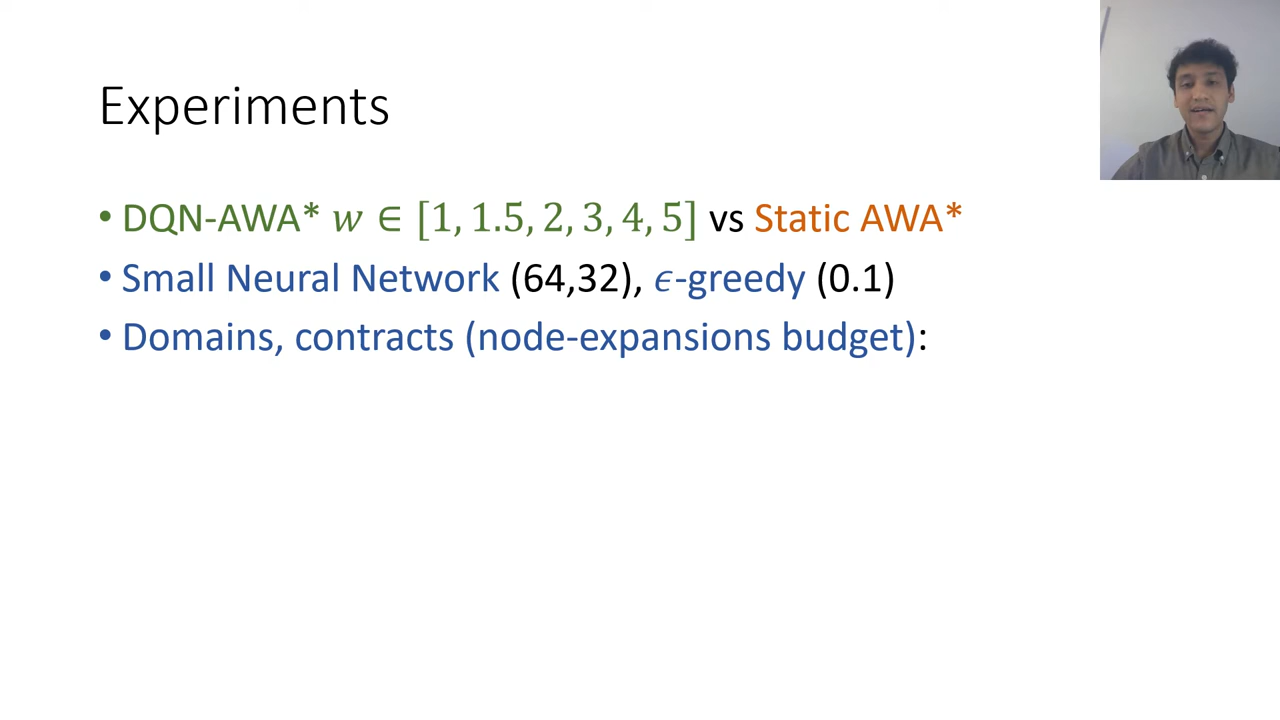 Experiments
• DQN-AWA* 𝑤 ∈ [1, 1.5, 2, 3, 4, 5] vs Static AWA*
• Small Neural Network (64,32), 𝜖-greedy (0.1)
• Domains, contracts (node-expansions budget):